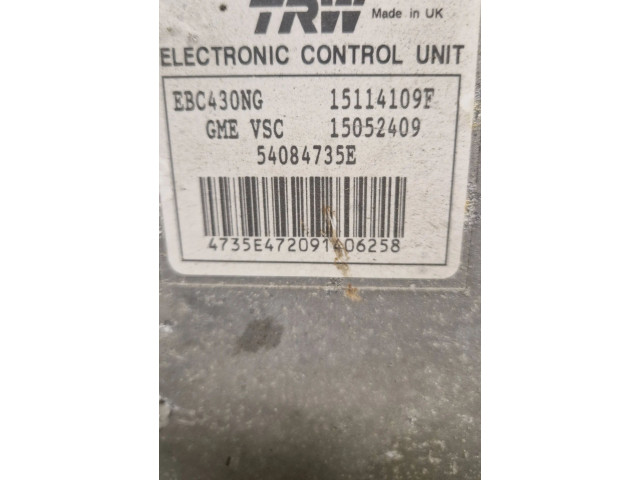 TRW Made in UK
ELECTRONIC CONTROL UNIT
EBC430NG 15114109F
GME VSC 15052409
54084735E
4735E472091406258